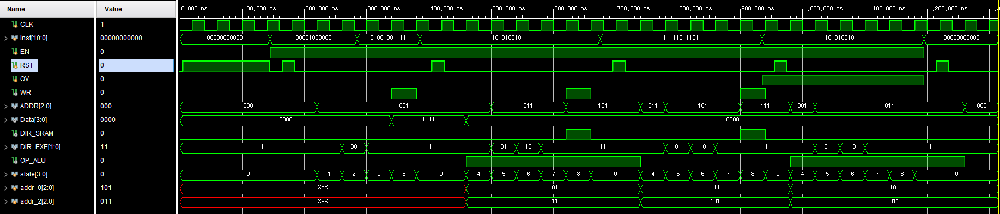 Name Value 0,000 ns 100,000 ns 200,000 ns 300,000 ns 400,000 ns 500,000 ns 600,000 ns 700,000 ns 800,000 ns 900,000 ns 1,000,000 ns 1,100,000 ns 1,200,000 ns
CLK 1
Inst[10:0] 00000000000 00000000000 00001000000 01001001111 10101001011 11111011101 10101001011 00000000000
EN 0
RST 0
OV 0
WR 0
ADDR[2:0] 000 000 001 011 101 011 101 111 001 011 000
Data[3:0] 0000 0000 1111 0000
DIR_SRAM 0
DIR_EXE[1:0] 11 11 00 11 01 10 11 01 10 11 01 10 11
OP_ALU 0
state[3:0] 0 0 1 2 0 3 0 4 5 6 7 8 0 4 5 6 7 8 0 4 5 6 7 8 0
addr_0[2:0] 101 XXX 101 111 101
addr_2[2:0] 011 XXX 011 101 011